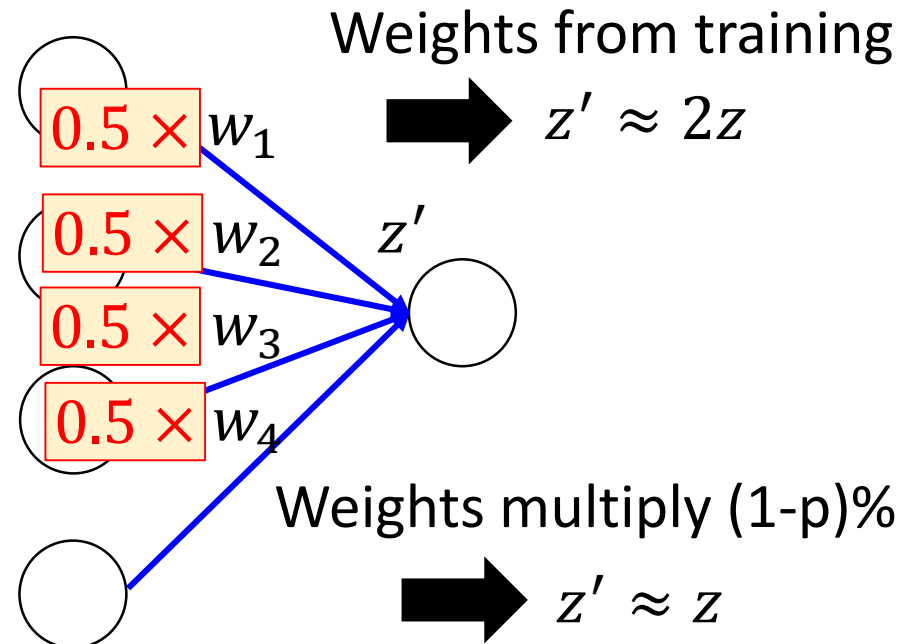 Weights from training
0.5 × w₁
z′ ≈ 2z
0.5 × w₂
z′
0.5 × w₃
0.5 × w₄
Weights multiply (1-p)%
z′ ≈ z